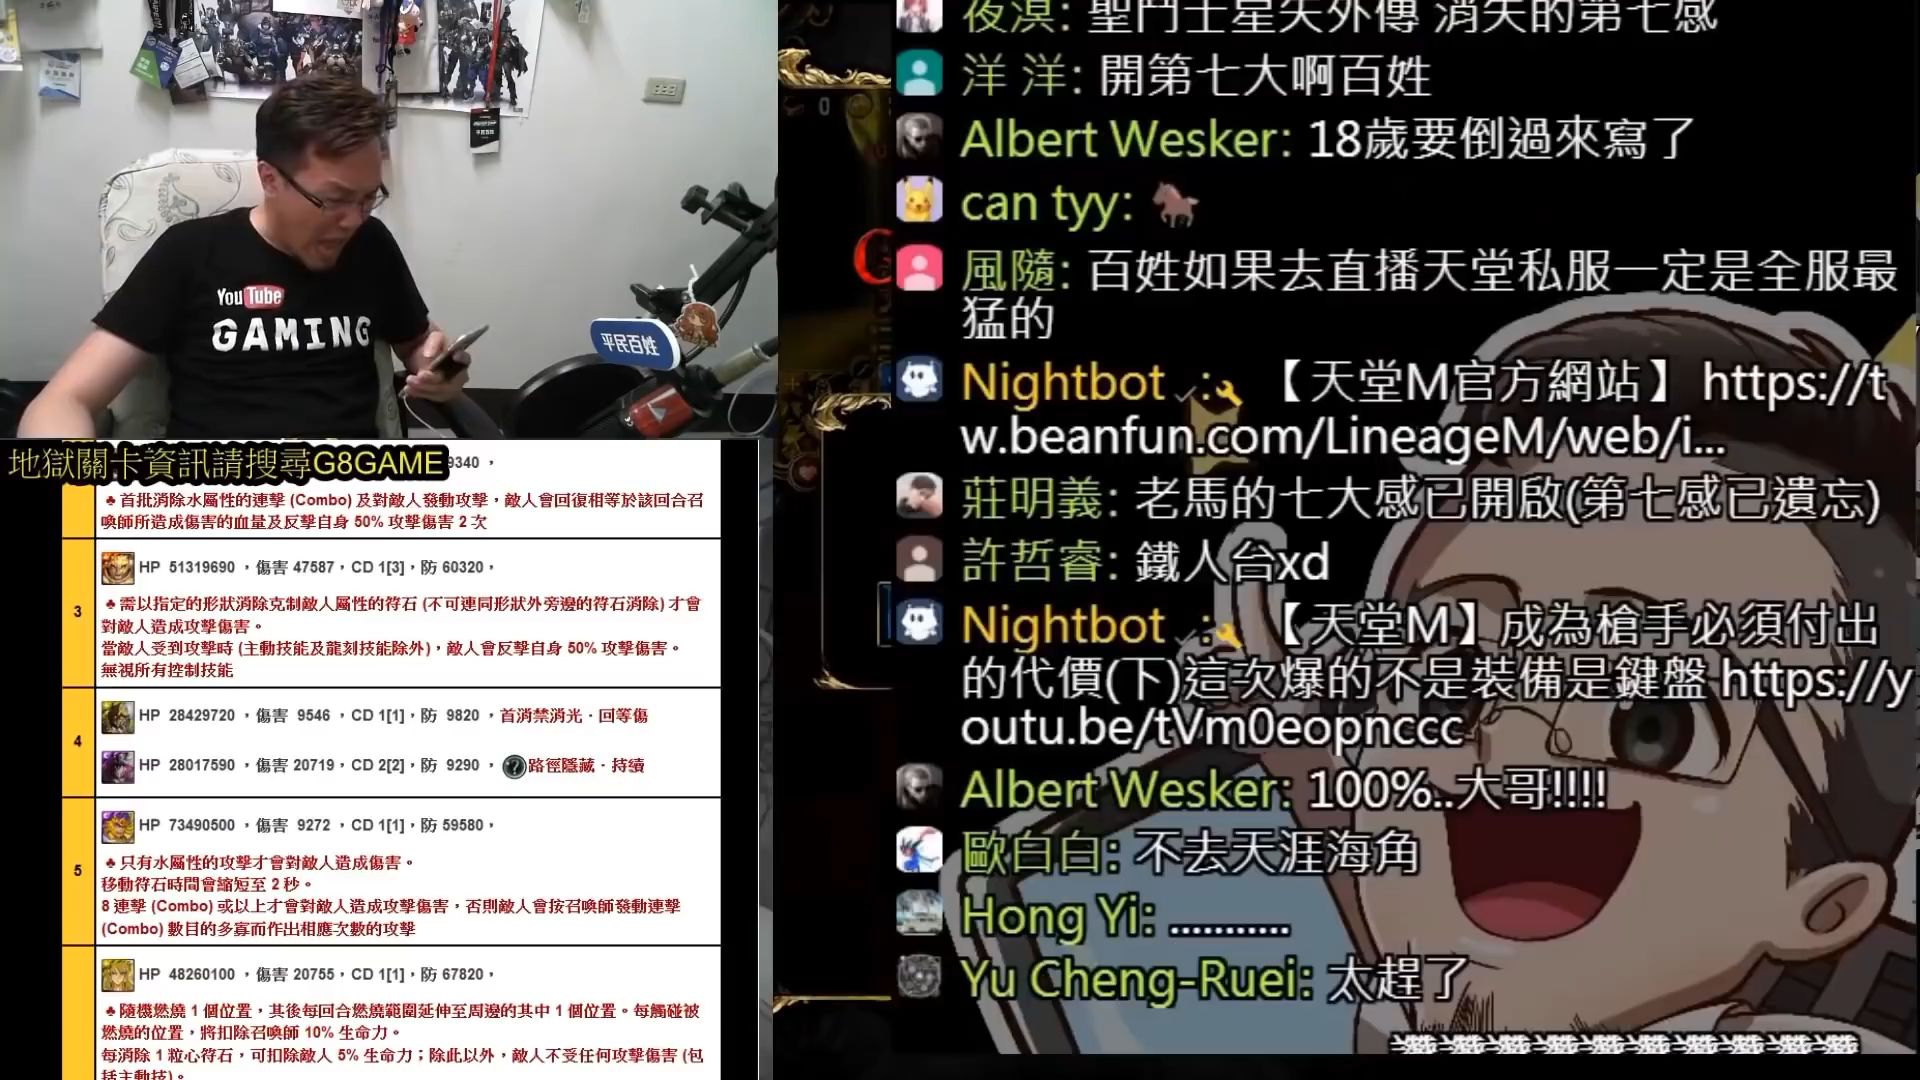 YouTube
GAMING
平民百姓
地獄關卡資訊請搜尋G8GAME
9340，
♣首批消除水屬性的連擊 (Combo) 及對敵人發動攻擊，敵人會回復相等於該回合召
喚師所造成傷害的血量及反擊自身 50% 攻擊傷害 2 次
3
HP 51319690，傷害 47587，CD 1[3]，防 60320，
♣需以指定的形狀消除克制敵人屬性的符石 (不可連同形狀外旁邊的符石消除) 才會
對敵人造成攻擊傷害。
當敵人受到攻擊時 (主動技能及龍刻技能除外)，敵人會反擊自身 50% 攻擊傷害。
無視所有控制技能
4
HP 28429720，傷害 9546，CD 1[1]，防 9820，首消禁消光．回等傷
HP 28017590，傷害 20719，CD 2[2]，防 9290，?路徑隱藏．持續
5
HP 73490500，傷害 9272，CD 1[1]，防 59580，
♣只有水屬性的攻擊才會對敵人造成傷害。
移動符石時間會縮短至 2 秒。
8 連擊 (Combo) 或以上才會對敵人造成攻擊傷害，否則敵人會按召喚師發動連擊
(Combo) 數目的多寡而作出相應次數的攻擊
HP 48260100，傷害 20755，CD 1[1]，防 67820，
♣隨機燃燒 1 個位置，其後每回合燃燒範圍延伸至周邊的其中 1 個位置。每觸碰被
燃燒的位置，將扣除召喚師 10% 生命力。
每消除 1 粒心符石，可扣除敵人 5% 生命力；除此以外，敵人不受任何攻擊傷害 (包
括主動技)。
0
夜溟: 聖鬥士星矢外傳 消失的第七感
洋 洋: 開第七大啊百姓
Albert Wesker: 18歲要倒過來寫了
can tyy:
風隨: 百姓如果去直播天堂私服一定是全服最
猛的
Nightbot : 【天堂M官方網站】 https://t
w.beanfun.com/LineageM/web/i...
莊明義: 老馬的七大感已開啟(第七感已遺忘)
許哲睿: 鐵人台xd
Nightbot : 【天堂M】成為槍手必須付出
的代價(下)這次爆的不是裝備是鍵盤 https://y
outu.be/tVm0eopnccc
Albert Wesker: 100%..大哥!!!!
歐白白: 不去天涯海角
Hong Yi: ............
Yu Cheng-Ruei: 太趕了